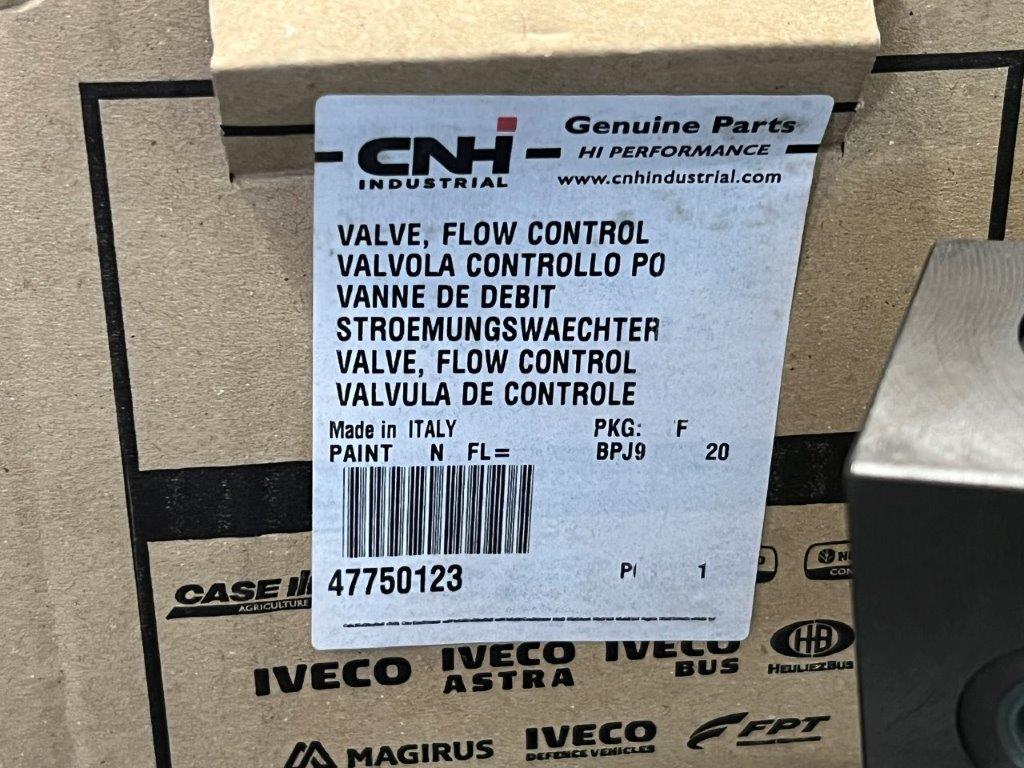 CNH Genuine Parts
INDUSTRIAL HI PERFORMANCE
www.cnhindustrial.com
VALVE, FLOW CONTROL
VALVOLA CONTROLLO PO
VANNE DE DEBIT
STROEMUNGSWAECHTER
VALVE, FLOW CONTROL
VALVULA DE CONTROLE
Made in ITALY PKG: F
PAINT N FL= BPJ9 20
47750123 1
CASE
AGRICULTURE
IVECO
IVECO
ASTRA
IVECO
BUS
HB
HEULIEZBUS
MAGIRUS
IVECO
DEFENCE VEHICLES
FPT